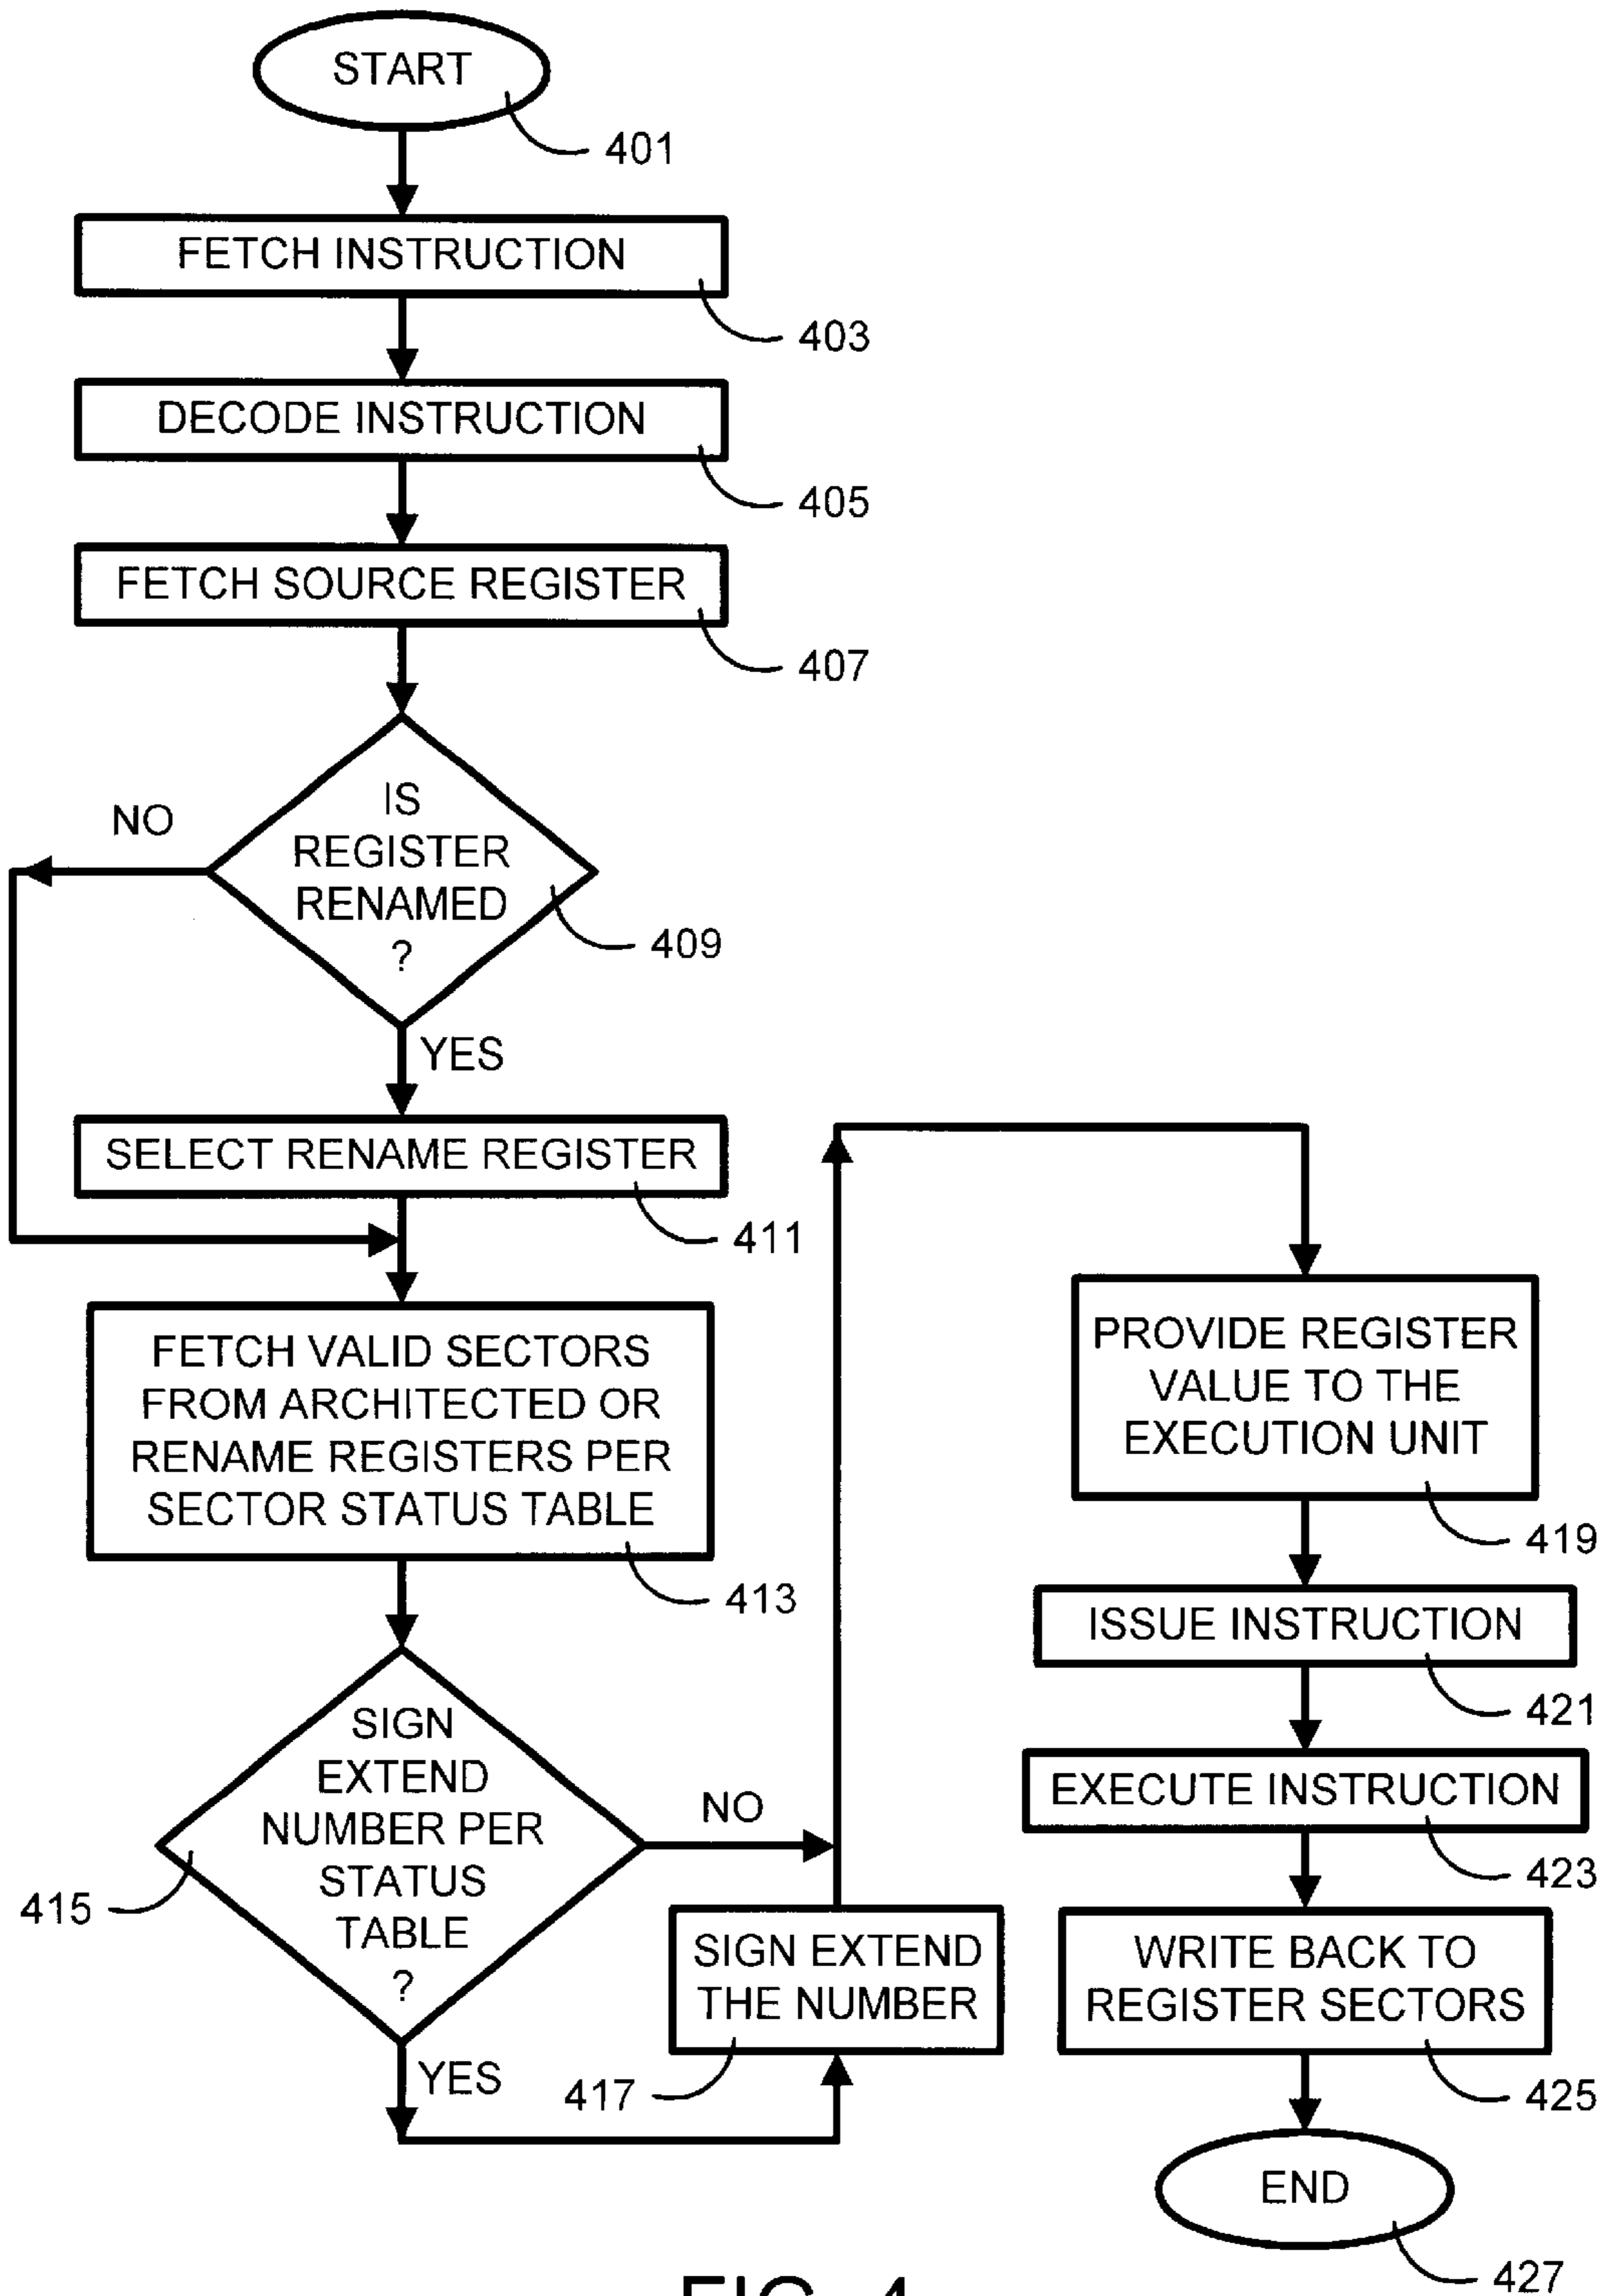 START
401
FETCH INSTRUCTION
403
DECODE INSTRUCTION
405
FETCH SOURCE REGISTER
407
IS
REGISTER
RENAMED
?
409
NO
YES
SELECT RENAME REGISTER
411
FETCH VALID SECTORS
FROM ARCHITECTED OR
RENAME REGISTERS PER
SECTOR STATUS TABLE
413
SIGN
EXTEND
NUMBER PER
STATUS
TABLE
?
415
NO
YES
SIGN EXTEND
THE NUMBER
417
PROVIDE REGISTER
VALUE TO THE
EXECUTION UNIT
419
ISSUE INSTRUCTION
421
EXECUTE INSTRUCTION
423
WRITE BACK TO
REGISTER SECTORS
425
END
427
FIG. 4